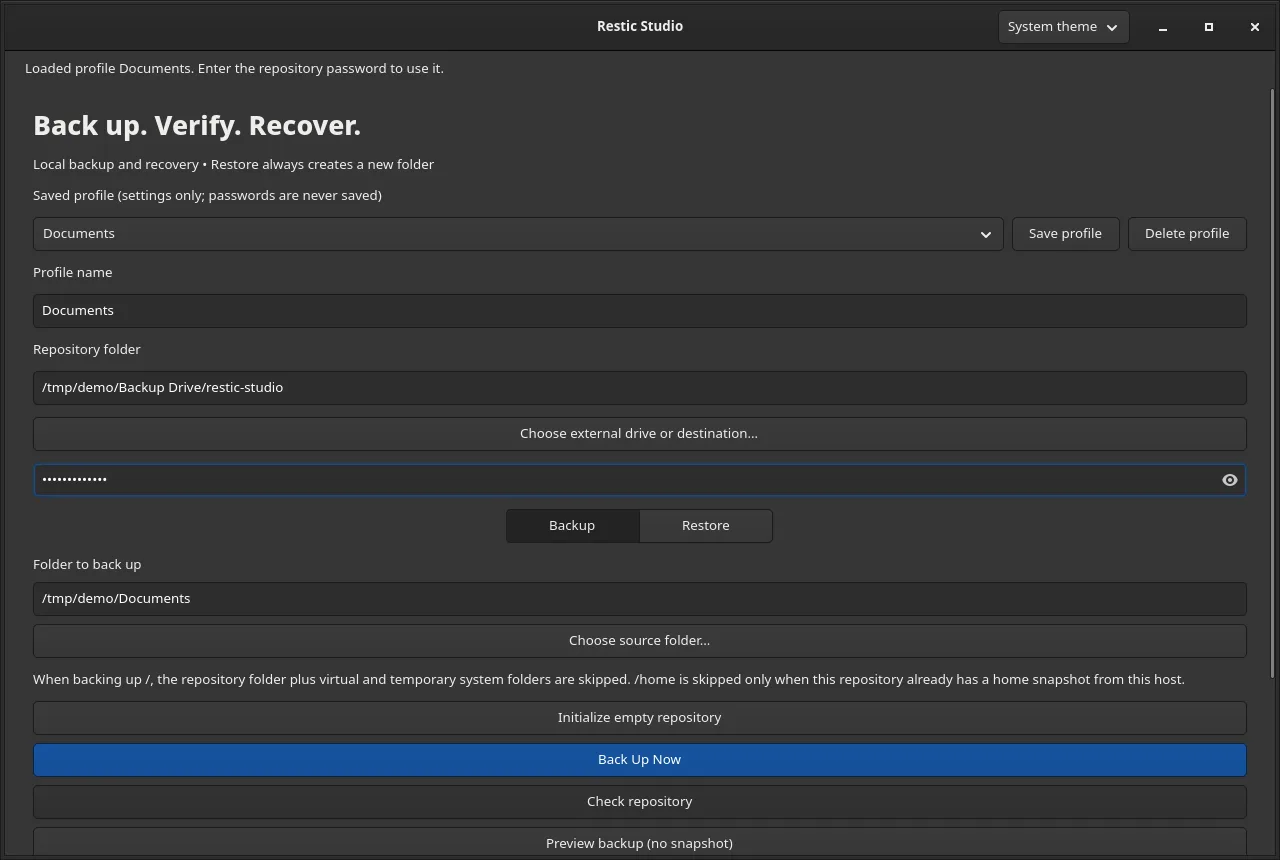 Restic Studio
System theme
Loaded profile Documents. Enter the repository password to use it.
Back up. Verify. Recover.
Local backup and recovery • Restore always creates a new folder
Saved profile (settings only; passwords are never saved)
Documents
Save profile
Delete profile
Profile name
Documents
Repository folder
/tmp/demo/Backup Drive/restic-studio
Choose external drive or destination...
•••••••••••••
Backup
Restore
Folder to back up
/tmp/demo/Documents
Choose source folder...
When backing up /, the repository folder plus virtual and temporary system folders are skipped. /home is skipped only when this repository already has a home snapshot from this host.
Initialize empty repository
Back Up Now
Check repository
Preview backup (no snapshot)